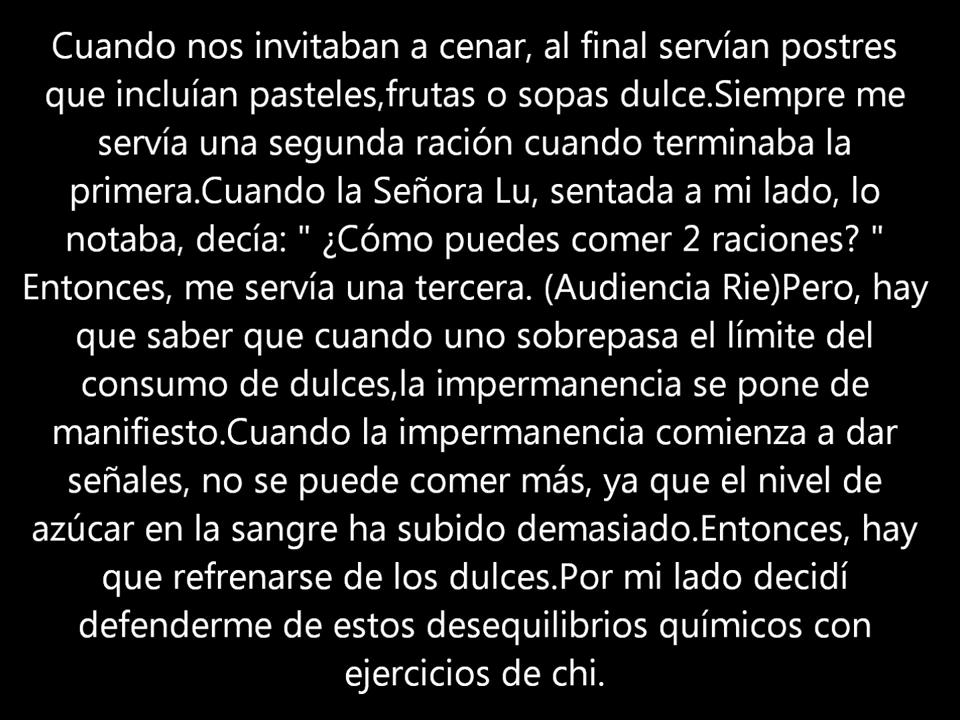 Cuando nos invitaban a cenar, al final servían postres
que incluían pasteles,frutas o sopas dulce.Siempre me
servía una segunda ración cuando terminaba la
primera.Cuando la Señora Lu, sentada a mi lado, lo
notaba, decía: " ¿Cómo puedes comer 2 raciones? "
Entonces, me servía una tercera. (Audiencia Rie)Pero, hay
que saber que cuando uno sobrepasa el límite del
consumo de dulces,la impermanencia se pone de
manifiesto.Cuando la impermanencia comienza a dar
señales, no se puede comer más, ya que el nivel de
azúcar en la sangre ha subido demasiado.Entonces, hay
que refrenarse de los dulces.Por mi lado decidí
defenderme de estos desequilibrios químicos con
ejercicios de chi.